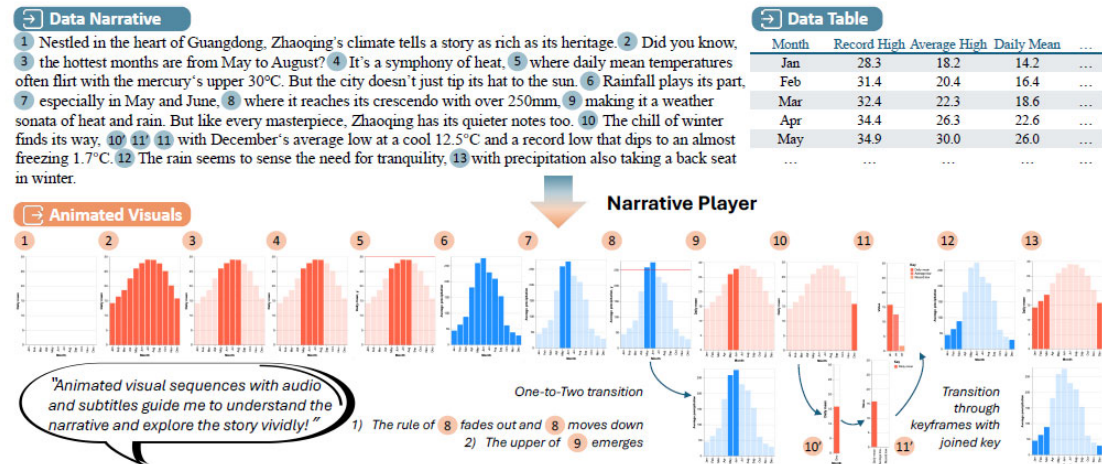 Data Narrative
1 Nestled in the heart of Guangdong, Zhaoqing's climate tells a story as rich as its heritage. 2 Did you know,
3 the hottest months are from May to August? 4 It's a symphony of heat, 5 where daily mean temperatures
often flirt with the mercury's upper 30°C. But the city doesn't just tip its hat to the sun. 6 Rainfall plays its part,
7 especially in May and June, 8 where it reaches its crescendo with over 250mm, 9 making it a weather
sonata of heat and rain. But like every masterpiece, Zhaoqing has its quieter notes too. 10 The chill of winter
finds its way, 10' 11' 11 with December's average low at a cool 12.5°C and a record low that dips to an almost
freezing 1.7°C. 12 The rain seems to sense the need for tranquility, 13 with precipitation also taking a back seat
in winter.
Data Table
Month Record High Average High Daily Mean ...
Jan 28.3 18.2 14.2 ...
Feb 31.4 20.4 16.4 ...
Mar 32.4 22.3 18.6 ...
Apr 34.4 26.3 22.6 ...
May 34.9 30.0 26.0 ...
... ... ... ... ...
Narrative Player
Animated Visuals
1 2 3 4 5 6 7 8 9 10 11 12 13
"Animated visual sequences with audio
and subtitles guide me to understand the
narrative and explore the story vividly!"
One-to-Two transition
1) The rule of 8 fades out and 8 moves down
2) The upper of 9 emerges
10' 11'
Transition
through
keyframes with
joined key